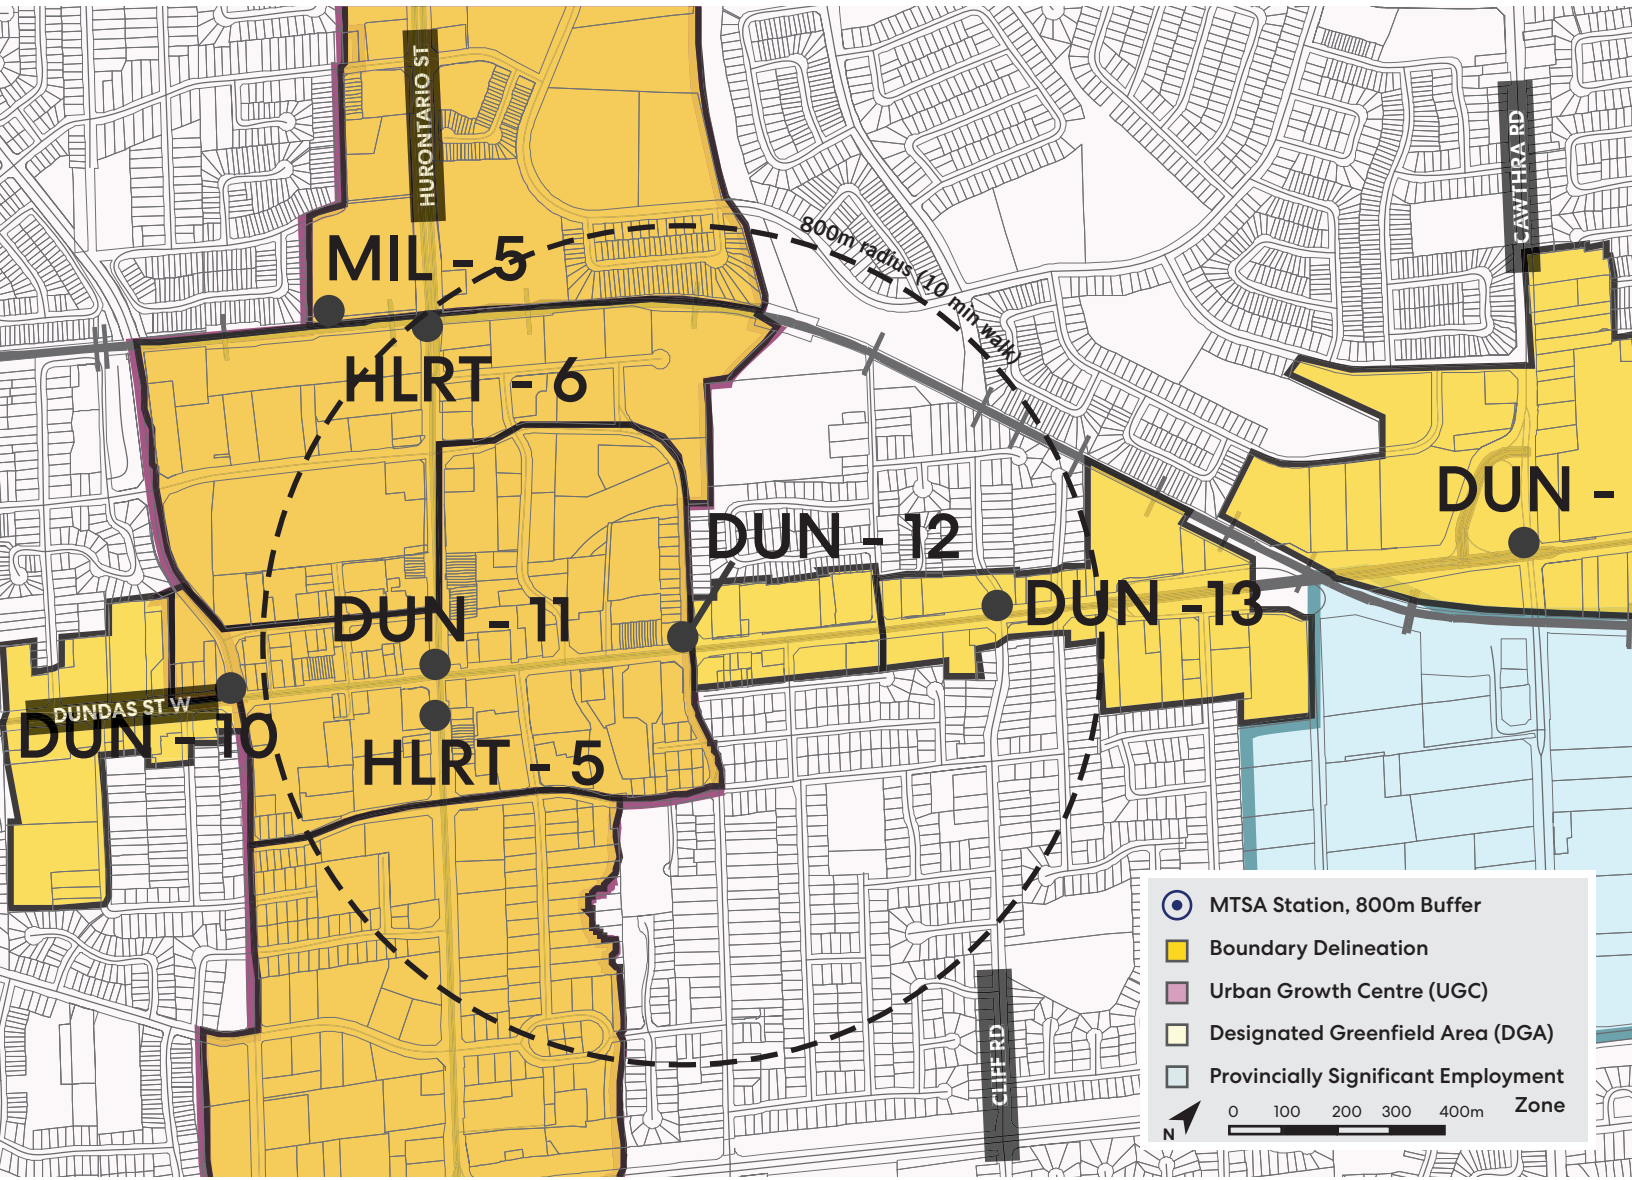 HURONTARIO ST
CAWTHRA RD
MIL - 5
800m radius (10 min walk)
HLRT - 6
DUN -
DUN - 12
DUN - 11
DUN -13
DUNDAS ST W
DUN - 10
HLRT - 5
CLIFF RD
MTSA Station, 800m Buffer
Boundary Delineation
Urban Growth Centre (UGC)
Designated Greenfield Area (DGA)
Provincially Significant Employment
Zone
0 100 200 300 400m
N